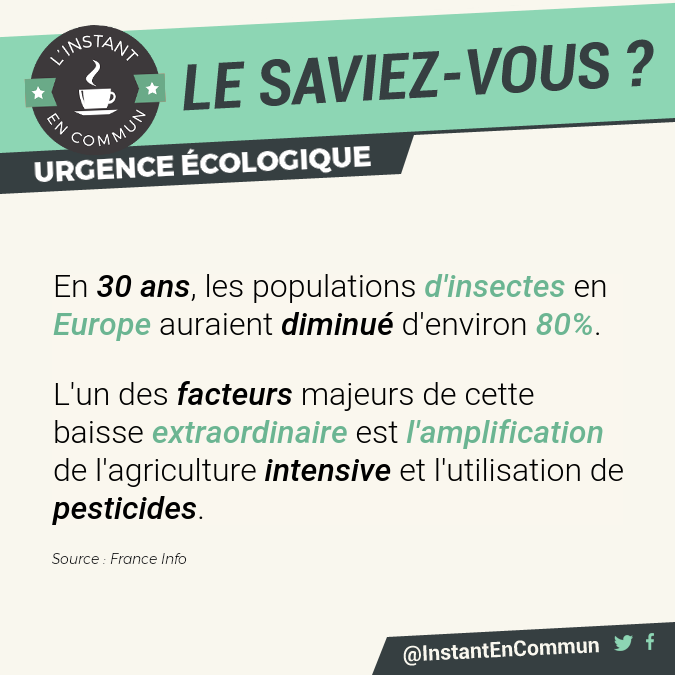 L'INSTANT
EN COMMUN
LE SAVIEZ-VOUS ?
URGENCE ÉCOLOGIQUE
En 30 ans, les populations d'insectes en
Europe auraient diminué d'environ 80%.
L'un des facteurs majeurs de cette
baisse extraordinaire est l'amplification
de l'agriculture intensive et l'utilisation de
pesticides.
Source : France Info
@InstantEnCommun